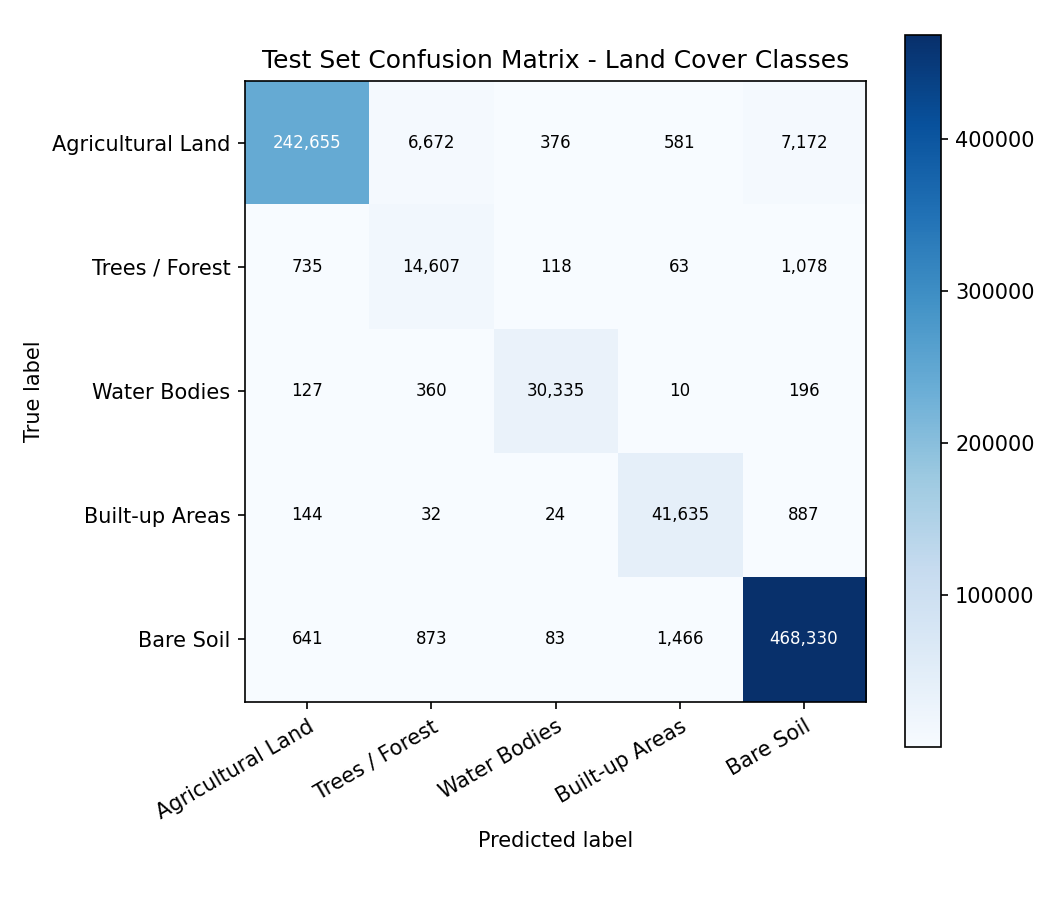 Test Set Confusion Matrix - Land Cover Classes
True label
Agricultural Land 242,655 6,672 376 581 7,172
Trees / Forest 735 14,607 118 63 1,078
Water Bodies 127 360 30,335 10 196
Built-up Areas 144 32 24 41,635 887
Bare Soil 641 873 83 1,466 468,330
Agricultural Land Trees / Forest Water Bodies Built-up Areas Bare Soil
Predicted label
400000
300000
200000
100000